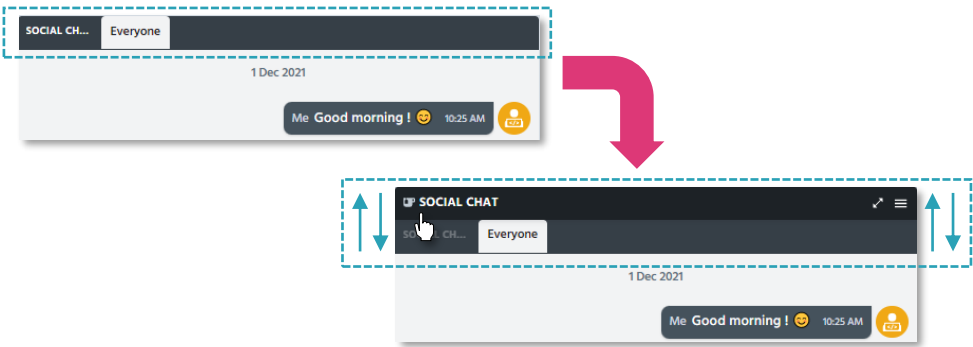 SOCIAL CH... Everyone
1 Dec 2021
Me Good morning ! 😊 10:25 AM
SOCIAL CHAT
SO L CH... Everyone
1 Dec 2021
Me Good morning ! 😊 10:25 AM